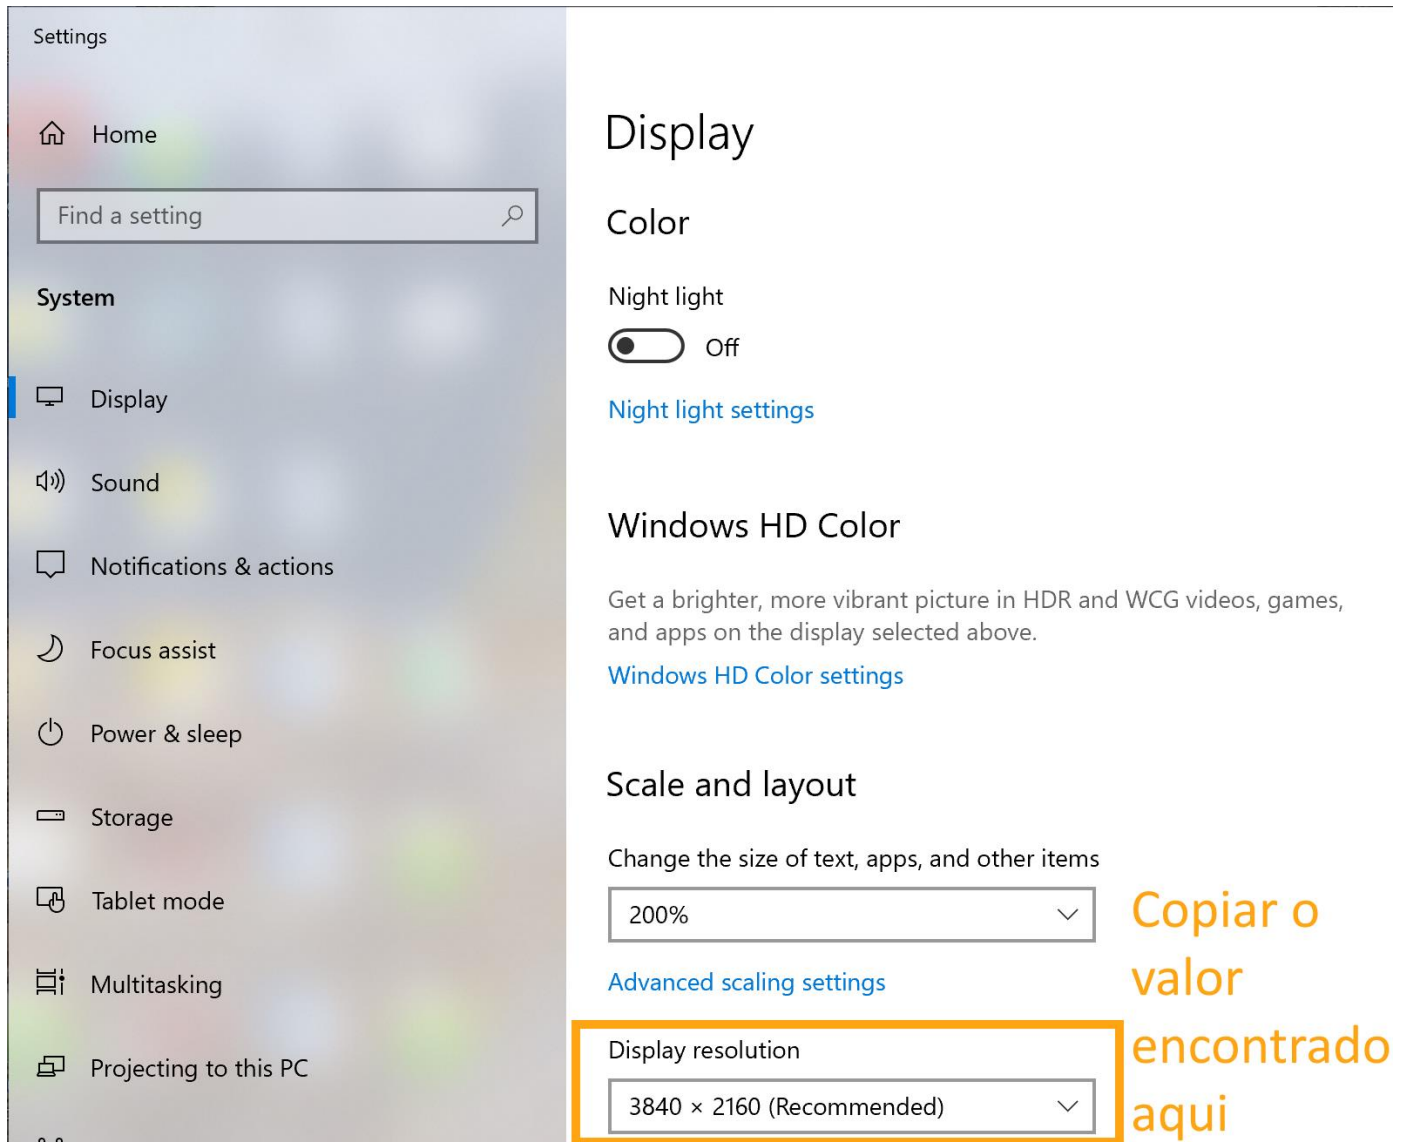 Settings
Home
Find a setting
System
Display
Sound
Notifications & actions
Focus assist
Power & sleep
Storage
Tablet mode
Multitasking
Projecting to this PC
Display
Color
Night light
Off
Night light settings
Windows HD Color
Get a brighter, more vibrant picture in HDR and WCG videos, games,
and apps on the display selected above.
Windows HD Color settings
Scale and layout
Change the size of text, apps, and other items
200%
Advanced scaling settings
Display resolution
3840 × 2160 (Recommended)
Copiar o
valor
encontrado
aqui